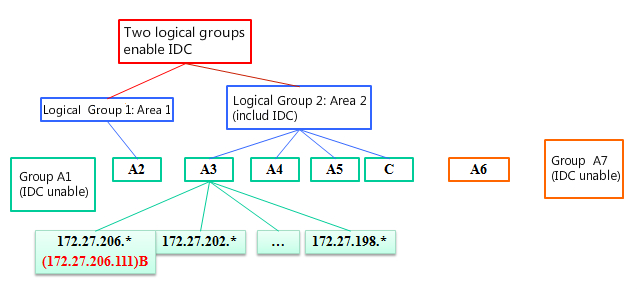 Two logical groups
enable IDC
Logical Group 1: Area 1
Logical Group 2: Area 2
(includ IDC)
Group A1
(IDC unable)
A2
A3
A4
A5
C
A6
Group A7
(IDC unable)
172.27.206.*
(172.27.206.111)B
172.27.202.*
...
172.27.198.*